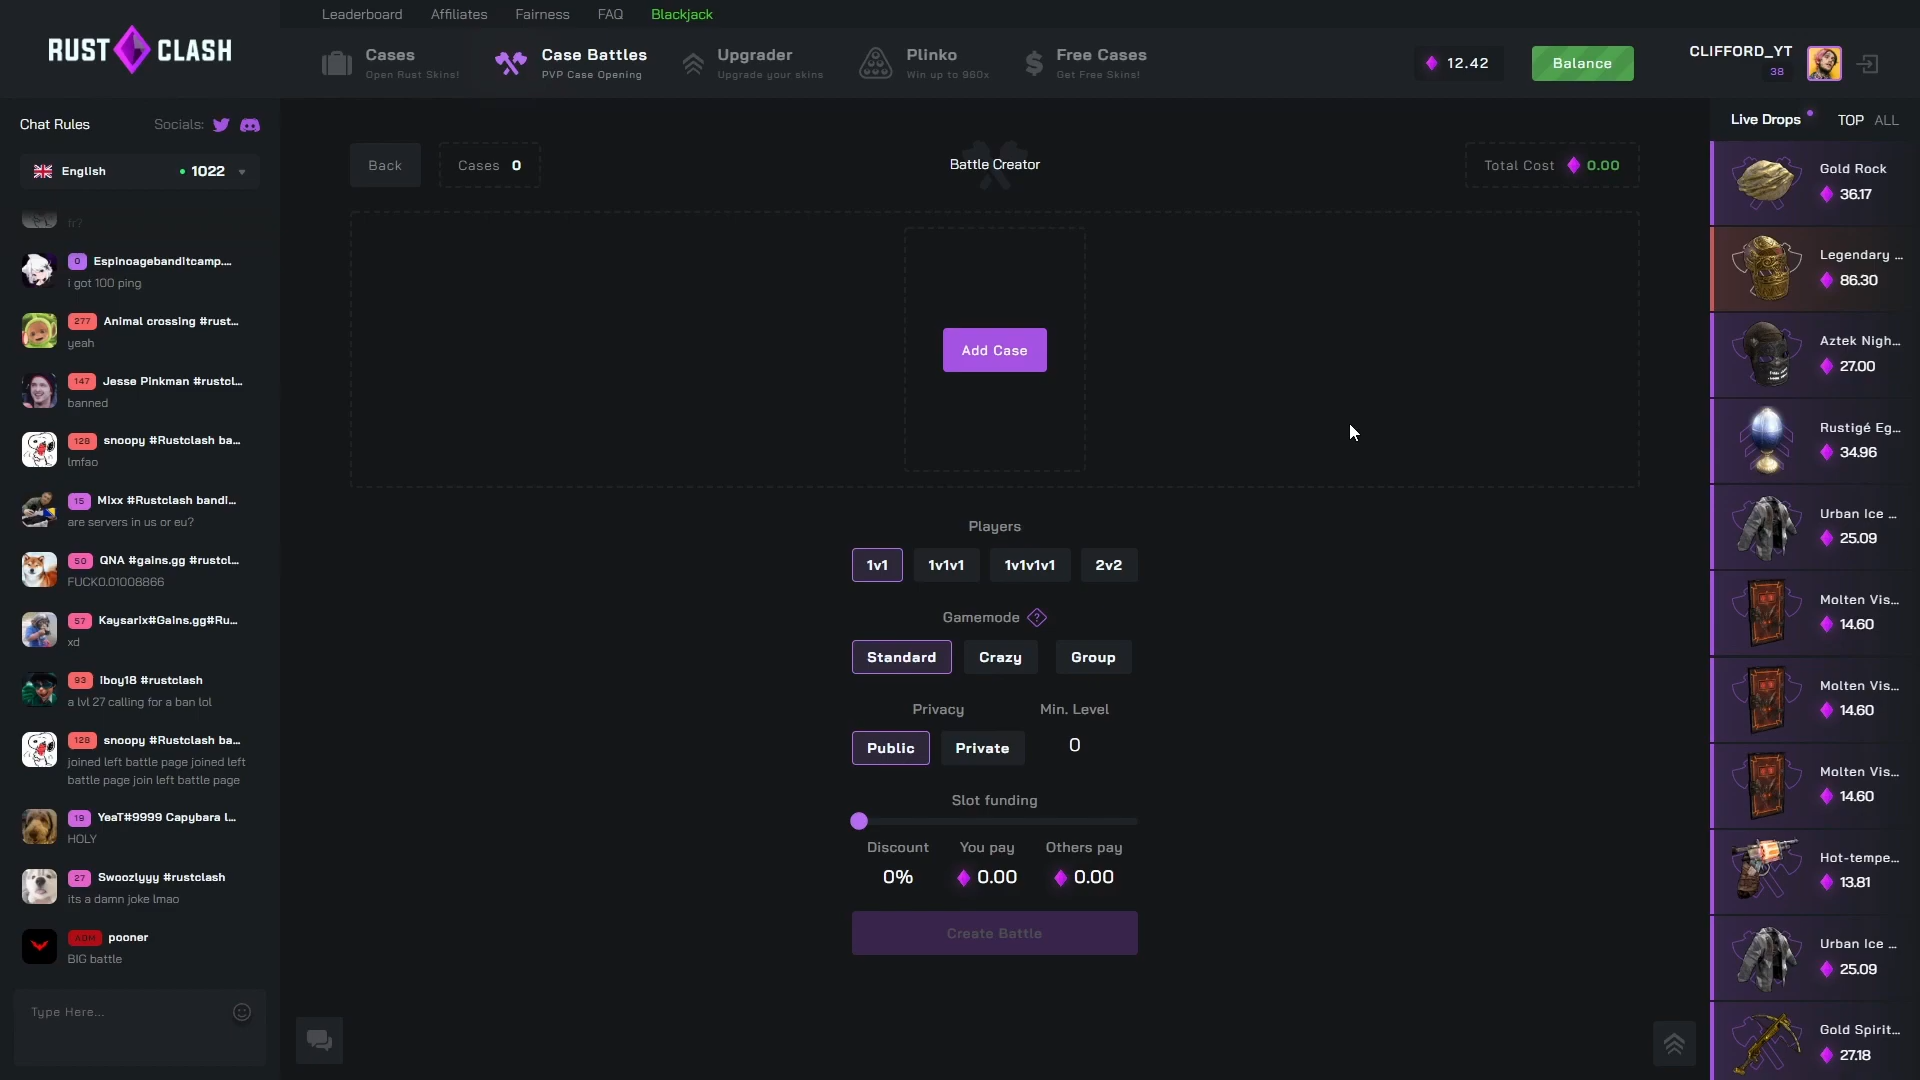 Leaderboard
Affiliates
Fairness
FAQ
Blackjack
RUST CLASH
Cases
Open Rust Skins!
Case Battles
PVP Case Opening
Upgrader
Upgrade your skins
Plinko
Win up to 960x
Free Cases
Get Free Skins!
12.42
Balance
CLIFFORD_YT
38
Chat Rules
Socials:
English
1022
fr?
0 Espinoagebanditcamp....
i got 100 ping
277 Animal crossing #rust...
yeah
147 Jesse Pinkman #rustcl...
banned
128 snoopy #Rustclash ba...
lmfao
15 Mixx #Rustclash bandi...
are servers in us or eu?
50 QNA #gains.gg #rustcl...
FUCK0.01008866
57 Kaysarix#Gains.gg#Ru...
xd
93 iboy18 #rustclash
a lvl 27 calling for a ban lol
128 snoopy #Rustclash ba...
joined left battle page joined left
battle page join left battle page
19 YeaT#9999 Capybara l...
HOLY
27 Swoozlyyy #rustclash
its a damn joke lmao
ADM pooner
BIG battle
Type Here...
Back
Cases 0
Battle Creator
Total Cost 0.00
Add Case
Players
1v1
1v1v1
1v1v1v1
2v2
Gamemode ?
Standard
Crazy
Group
Privacy
Min. Level
Public
Private
0
Slot funding
Discount
You pay
Others pay
0%
0.00
0.00
Create Battle
Live Drops
TOP
ALL
Gold Rock
36.17
Legendary ...
86.30
Aztek Nigh...
27.00
Rustigé Eg...
34.96
Urban Ice ...
25.09
Molten Vis...
14.60
Molten Vis...
14.60
Molten Vis...
14.60
Hot-tempe...
13.81
Urban Ice ...
25.09
Gold Spirit...
27.18